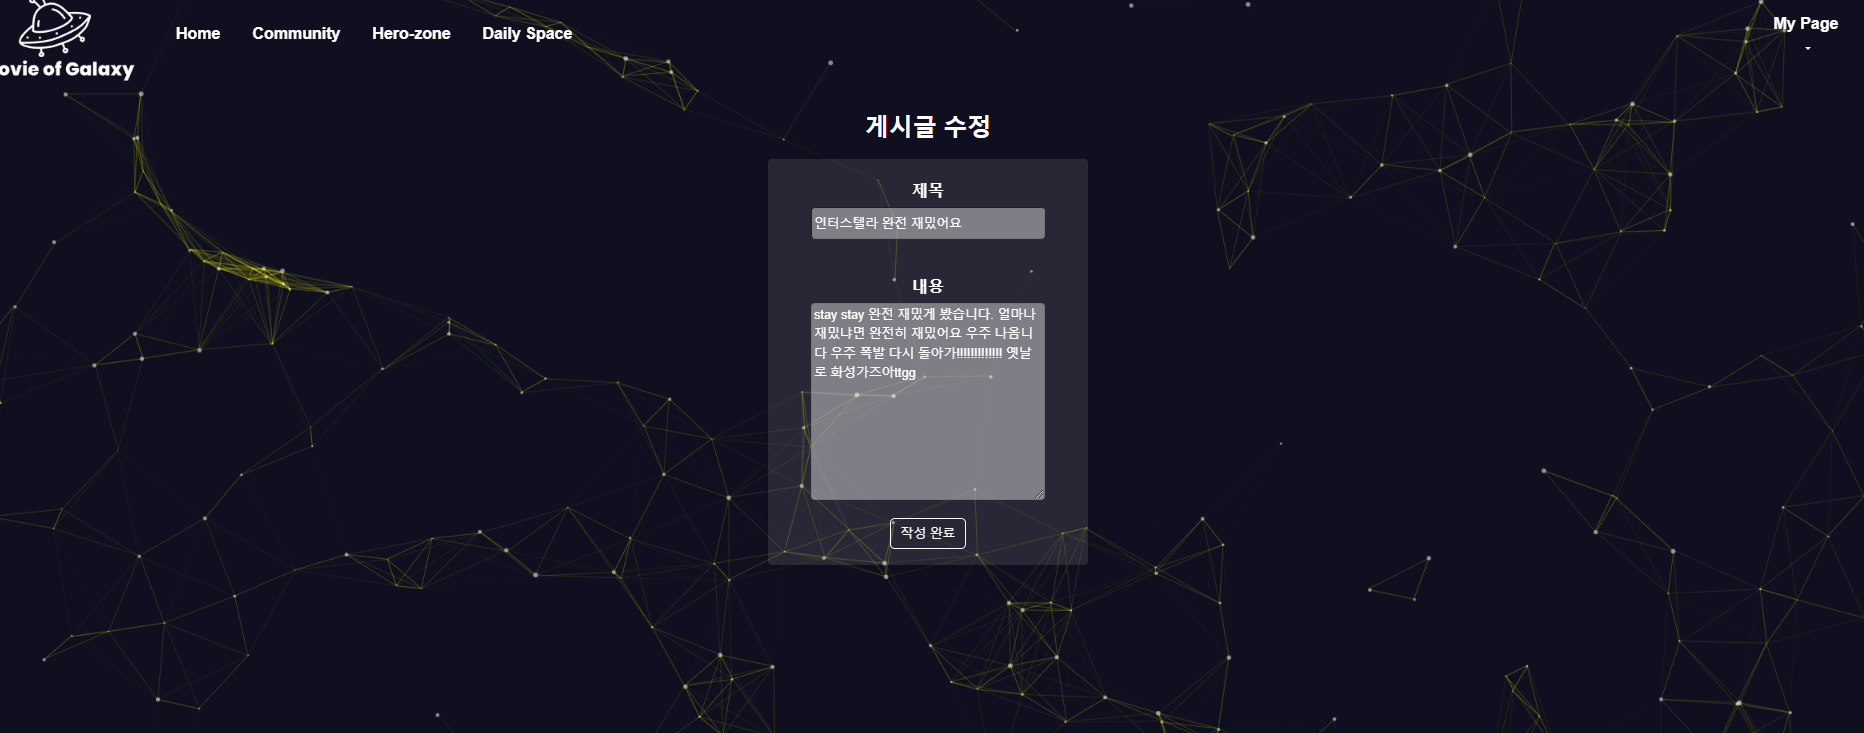 Home Community Hero-zone Daily Space My Page
ovie of Galaxy
게시글 수정
제목
인터스텔라 완전 재밌어요
내용
stay stay 완전 재밌게 봤습니다. 얼마나
재밌냐면 완전히 재밌어요 우주 나옵니
다 우주 폭발 다시 돌아가!!!!!!!!!!!!! 옛날
로 화성가즈아ttgg
작성 완료